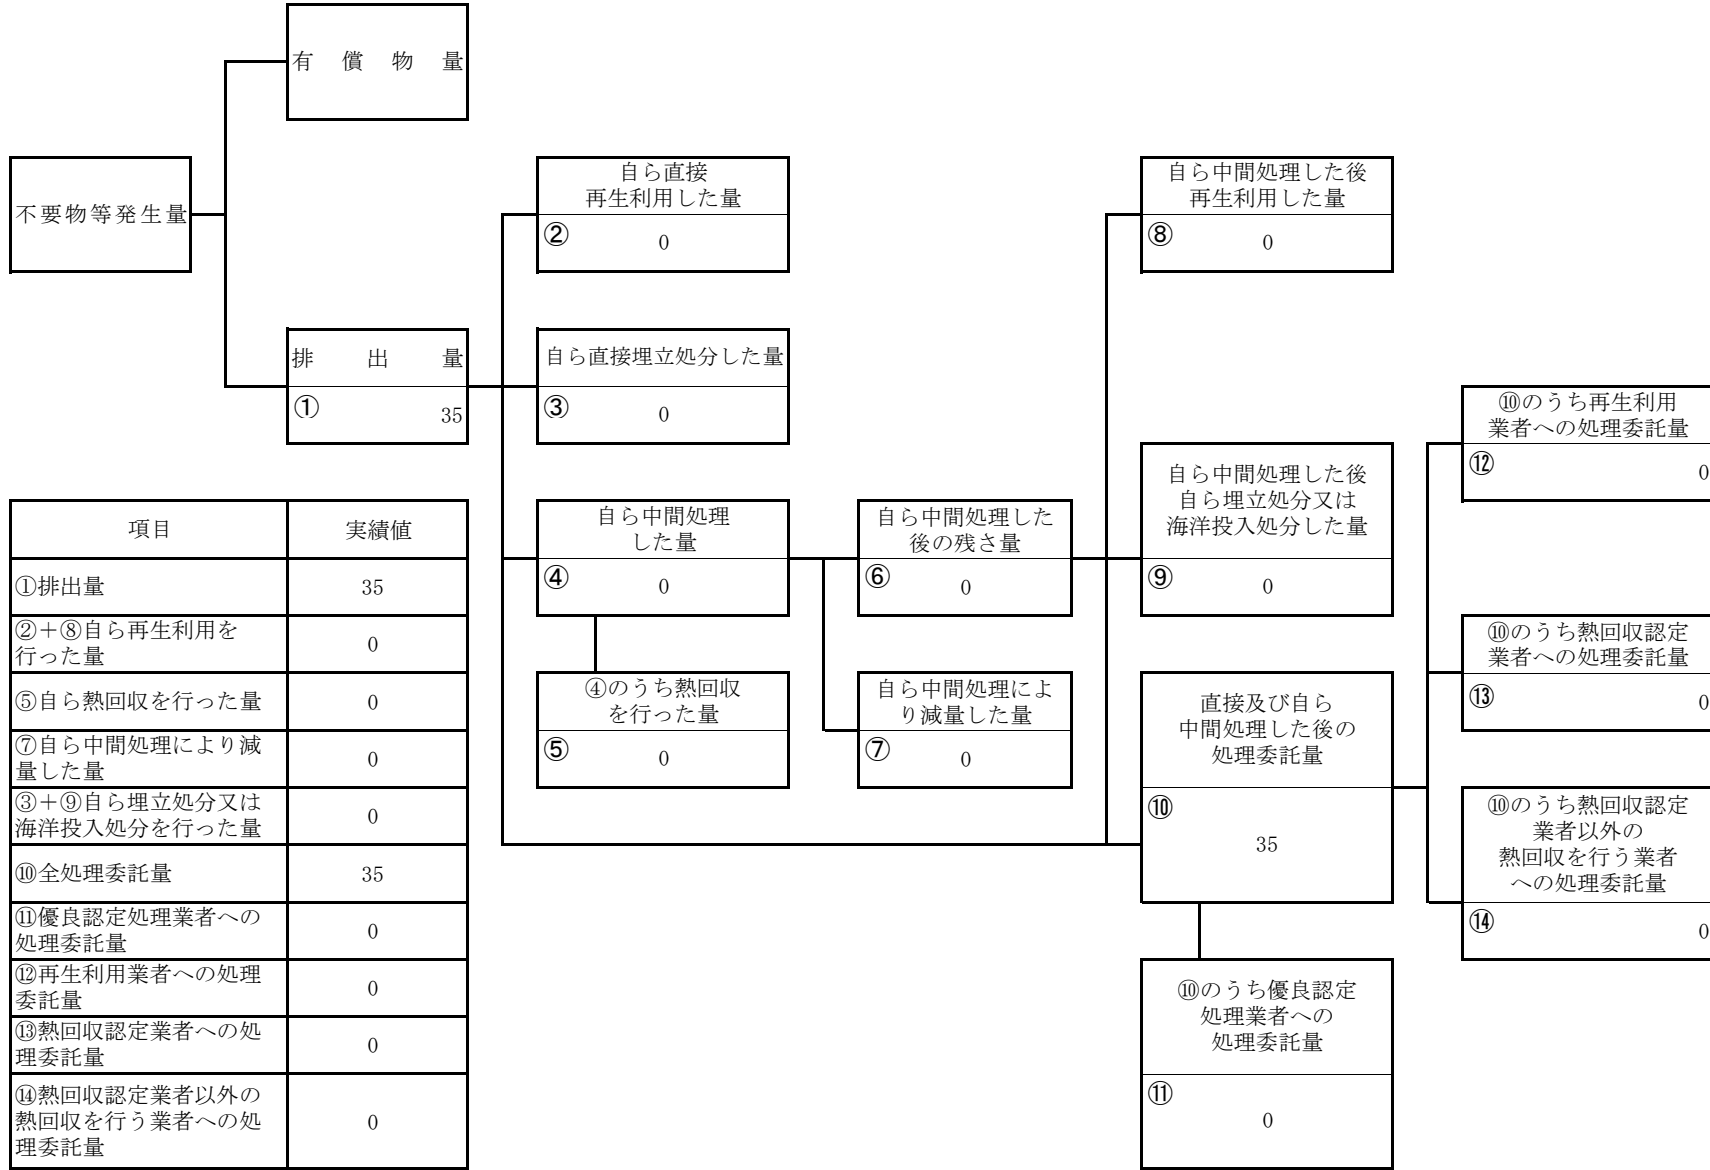 有償物量
不要物等発生量
自ら直接
再生利用した量
② 0
自ら中間処理した後
再生利用した量
⑧ 0
排出量
① 35
自ら直接埋立処分した量
③ 0
⑩のうち再生利用
業者への処理委託量
⑫ 0
自ら中間処理
した量
④ 0
自ら中間処理した
後の残さ量
⑥ 0
自ら中間処理した後
自ら埋立処分又は
海洋投入処分した量
⑨ 0
⑩のうち熱回収認定
業者への処理委託量
⑬ 0
④のうち熱回収
を行った量
⑤ 0
自ら中間処理によ
り減量した量
⑦ 0
直接及び自ら
中間処理した後の
処理委託量
⑩
35
⑩のうち熱回収認定
業者以外の
熱回収を行う業者
への処理委託量
⑭ 0
⑩のうち優良認定
処理業者への
処理委託量
⑪
0
項目 実績値
①排出量 35
②＋⑧自ら再生利用を
行った量 0
⑤自ら熱回収を行った量 0
⑦自ら中間処理により減
量した量 0
③＋⑨自ら埋立処分又は
海洋投入処分を行った量 0
⑩全処理委託量 35
⑪優良認定処理業者への
処理委託量 0
⑫再生利用業者への処理
委託量 0
⑬熱回収認定業者への処
理委託量 0
⑭熱回収認定業者以外の
熱回収を行う業者への処 0
理委託量